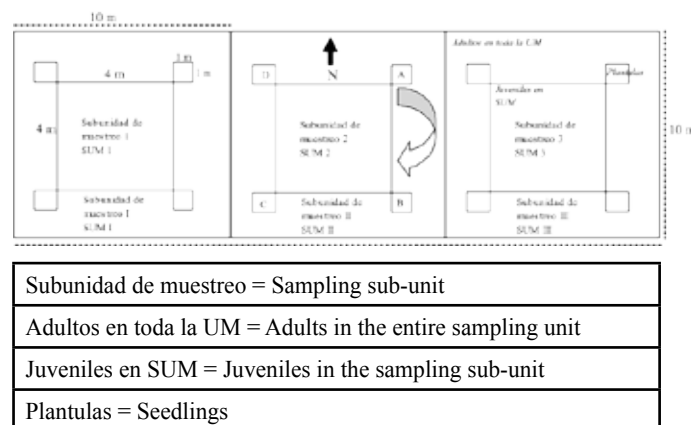 10 m
1 m
4 m
1 m
4 m
Subunidad de
muestreo 1
SUM 1
Subunidad de
muestreo I
SUM I
D
N
A
Subunidad de
muestreo 2
SUM 2
C
B
Subunidad de
muestreo II
SUM II
Adultos en toda la UM
Plantulas
Juveniles en
SUM
Subunidad de
muestreo 3
SUM 3
Subunidad de
muestreo III
SUM III
10 m
Subunidad de muestreo = Sampling sub-unit
Adultos en toda la UM = Adults in the entire sampling unit
Juveniles en SUM = Juveniles in the sampling sub-unit
Plantulas = Seedlings